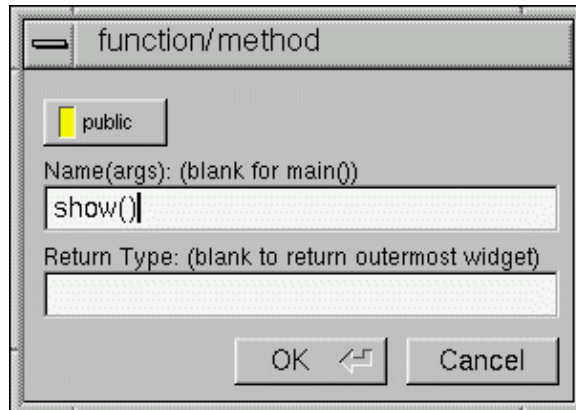 function/method
public
Name(args): (blank for main())
show()
Return Type: (blank to return outermost widget)
OK Cancel